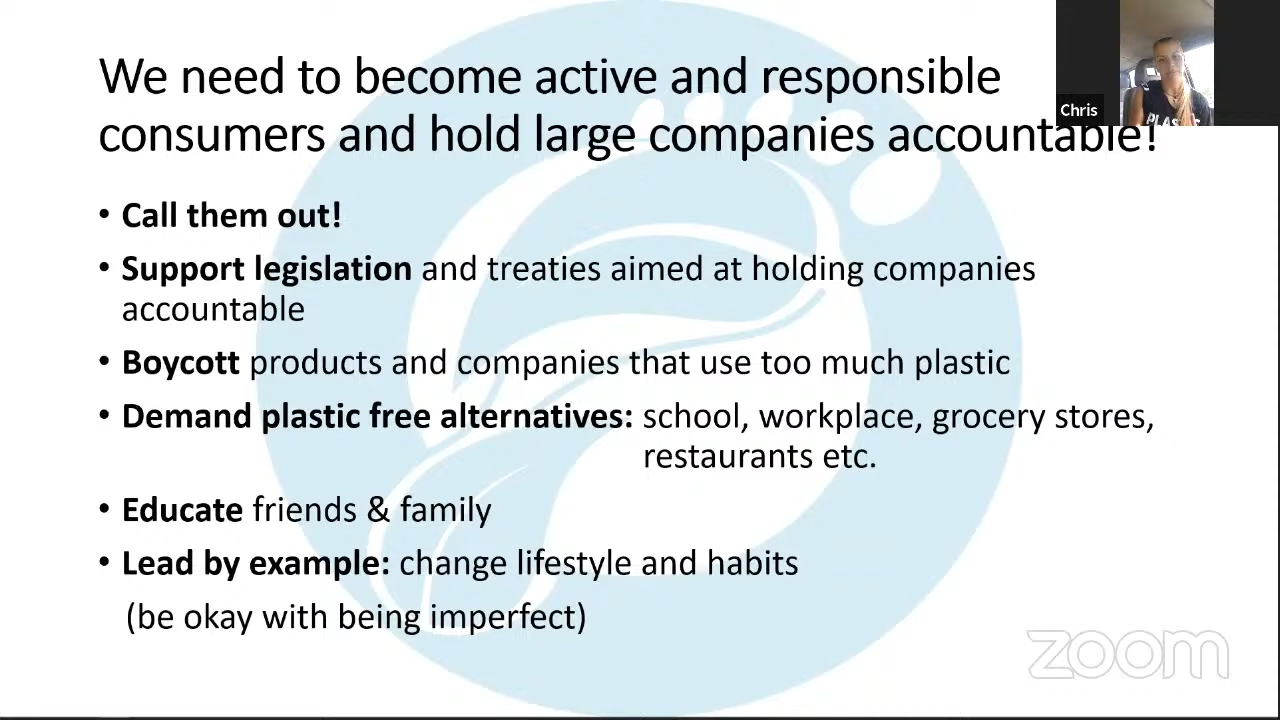 We need to become active and responsible
consumers and hold large companies accountable!
Chris
PLAST
• Call them out!
• Support legislation and treaties aimed at holding companies
accountable
• Boycott products and companies that use too much plastic
• Demand plastic free alternatives: school, workplace, grocery stores,
restaurants etc.
• Educate friends & family
• Lead by example: change lifestyle and habits
(be okay with being imperfect)
zoom